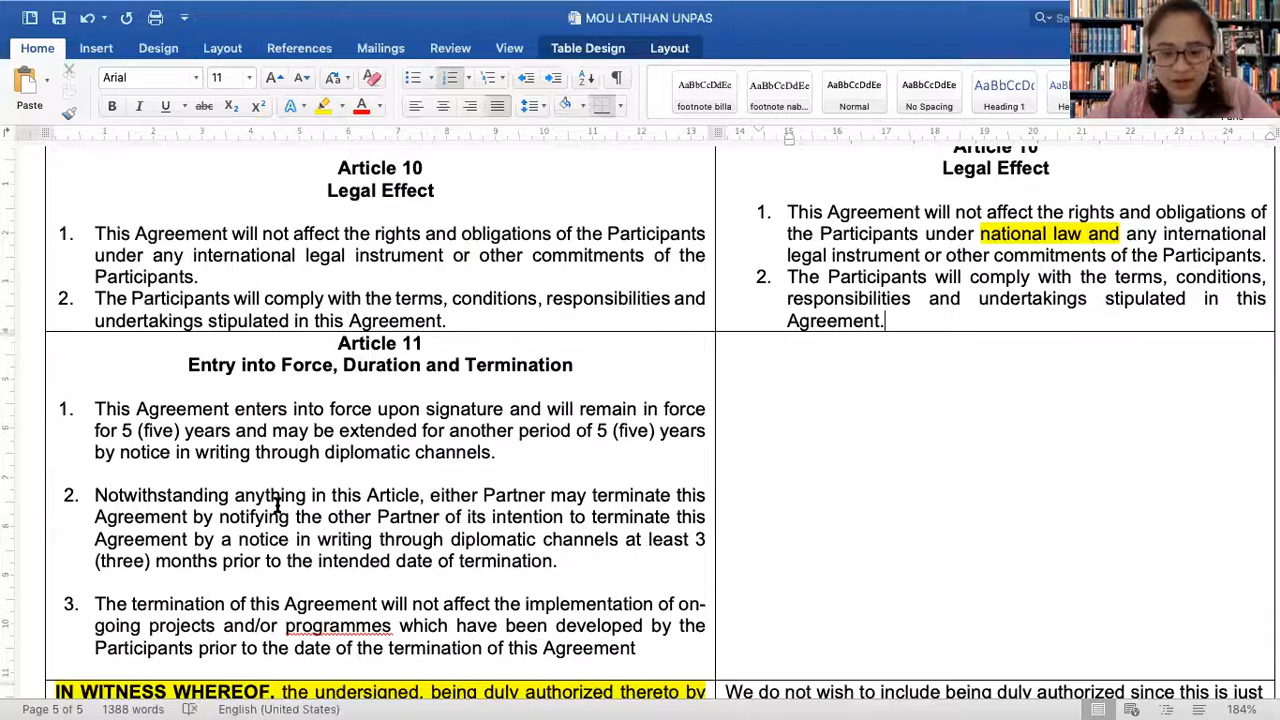 MOU LATIHAN UNPAS
Home Insert Design Layout References Mailings Review View Table Design Layout
Paste
Arial 11
AaBbCcDdEe AaBbCcDdEe AaBbCcDdEe AaBbCcDdEe AaBbCcDc
footnote billa footnote nab... Normal No Spacing Heading 1
Article 10
Legal Effect
1. This Agreement will not affect the rights and obligations of the Participants
under any international legal instrument or other commitments of the
Participants.
2. The Participants will comply with the terms, conditions, responsibilities and
undertakings stipulated in this Agreement.
Article 10
Legal Effect
1. This Agreement will not affect the rights and obligations of
the Participants under national law and any international
legal instrument or other commitments of the Participants.
2. The Participants will comply with the terms, conditions,
responsibilities and undertakings stipulated in this
Agreement.
Article 11
Entry into Force, Duration and Termination
1. This Agreement enters into force upon signature and will remain in force
for 5 (five) years and may be extended for another period of 5 (five) years
by notice in writing through diplomatic channels.
2. Notwithstanding anything in this Article, either Partner may terminate this
Agreement by notifying the other Partner of its intention to terminate this
Agreement by a notice in writing through diplomatic channels at least 3
(three) months prior to the intended date of termination.
3. The termination of this Agreement will not affect the implementation of on-
going projects and/or programmes which have been developed by the
Participants prior to the date of the termination of this Agreement
IN WITNESS WHEREOF, the undersigned, being duly authorized thereto by
We do not wish to include being duly authorized since this is just
Page 5 of 5 1388 words English (United States) 184%